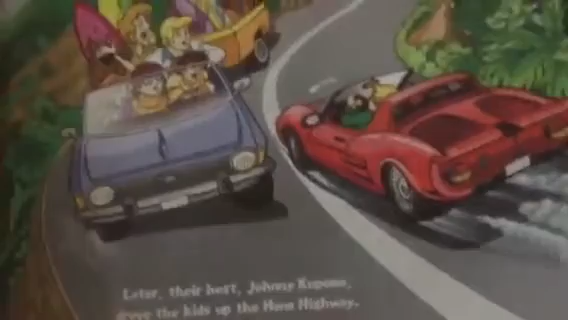 Later, their host, Johnny Kupono,
drove the kids up the Hana Highway.